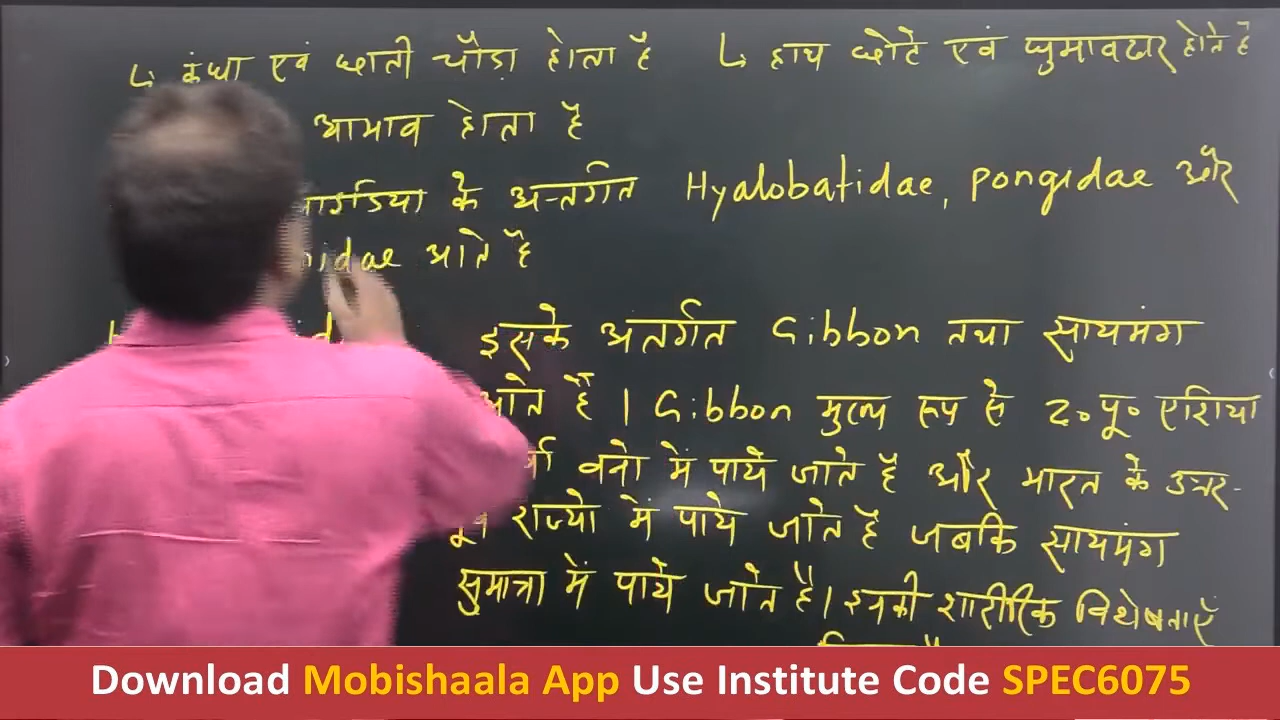 ↳ कंधा एवं छाती चौड़ा होता है ↳ हाथ छोटे एवं घुमावदार होते है
आभाव होता है
के अन्तर्गत Hyalobatidae, Pongidae और
idae आते है
इसके अंतर्गत Gibbon तथा सायमंग
आते है । Gibbon मुख्य रूप से द० पू० एशिया
वनो में पाये जाते है और भारत के उत्तर-
राज्यो में पाये जाते है जबकि सायमंग
सुमात्रा में पाये जाते है। इनकी शारीरिक विशेषताएँ
Download Mobishaala App Use Institute Code SPEC6075